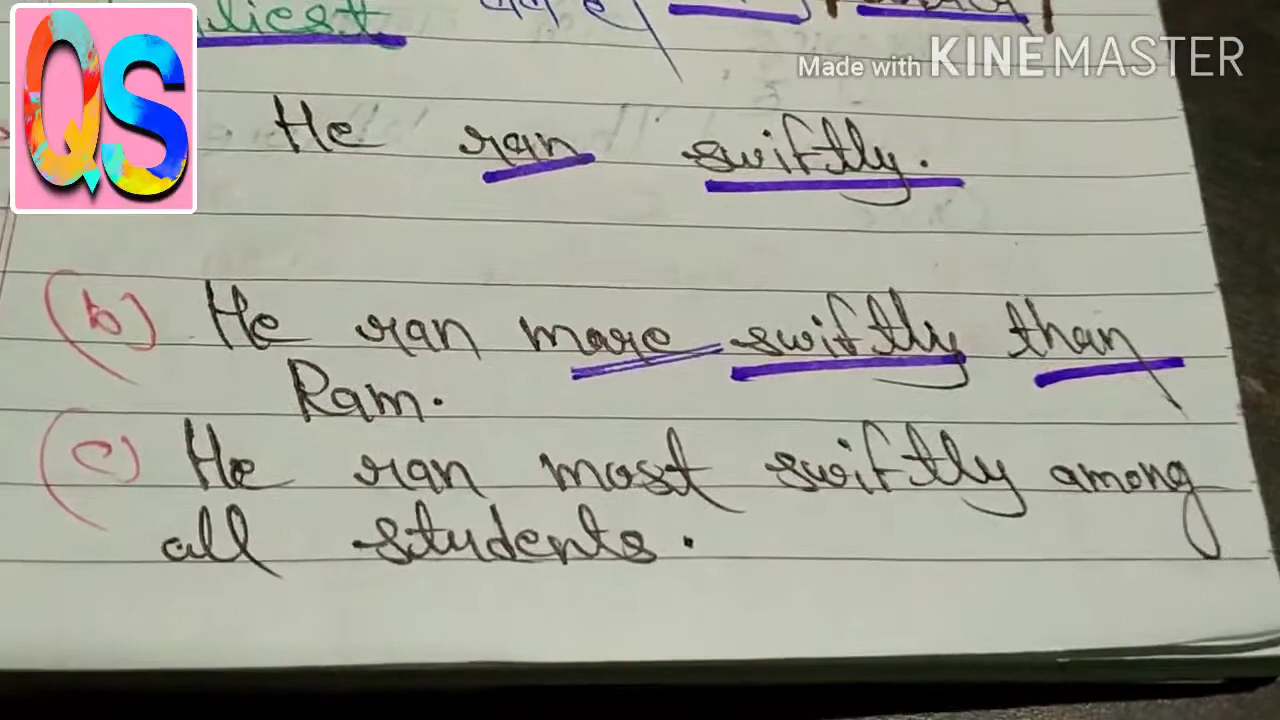 QS
Made with KINEMASTER
He ran swiftly.
(b) He ran more swiftly than
Ram.
(c) He ran most swiftly among
all students.